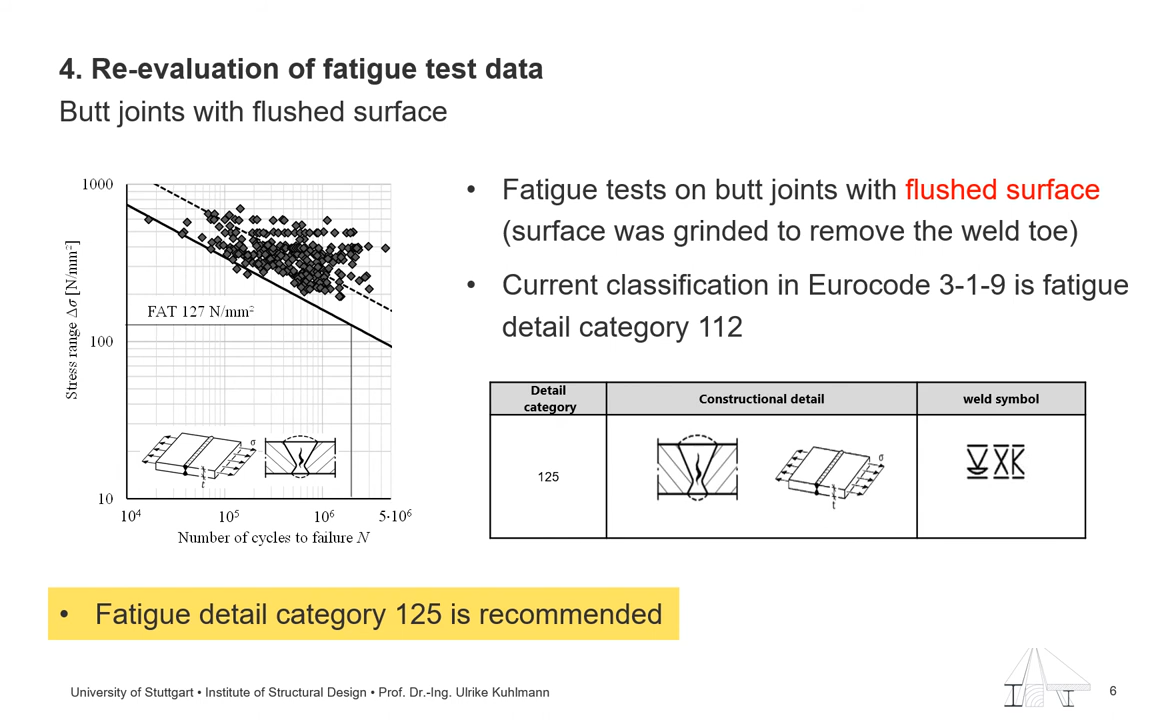 4. Re-evaluation of fatigue test data
Butt joints with flushed surface
1000
100
10
Stress range Δσ [N/mm²]
FAT 127 N/mm²
σ
t
10⁴
10⁵
10⁶
5·10⁶
Number of cycles to failure N
• Fatigue tests on butt joints with flushed surface
(surface was grinded to remove the weld toe)
• Current classification in Eurocode 3-1-9 is fatigue
detail category 112
Detail
category
Constructional detail
weld symbol
125
σ
t
• Fatigue detail category 125 is recommended
University of Stuttgart • Institute of Structural Design • Prof. Dr.-Ing. Ulrike Kuhlmann
6